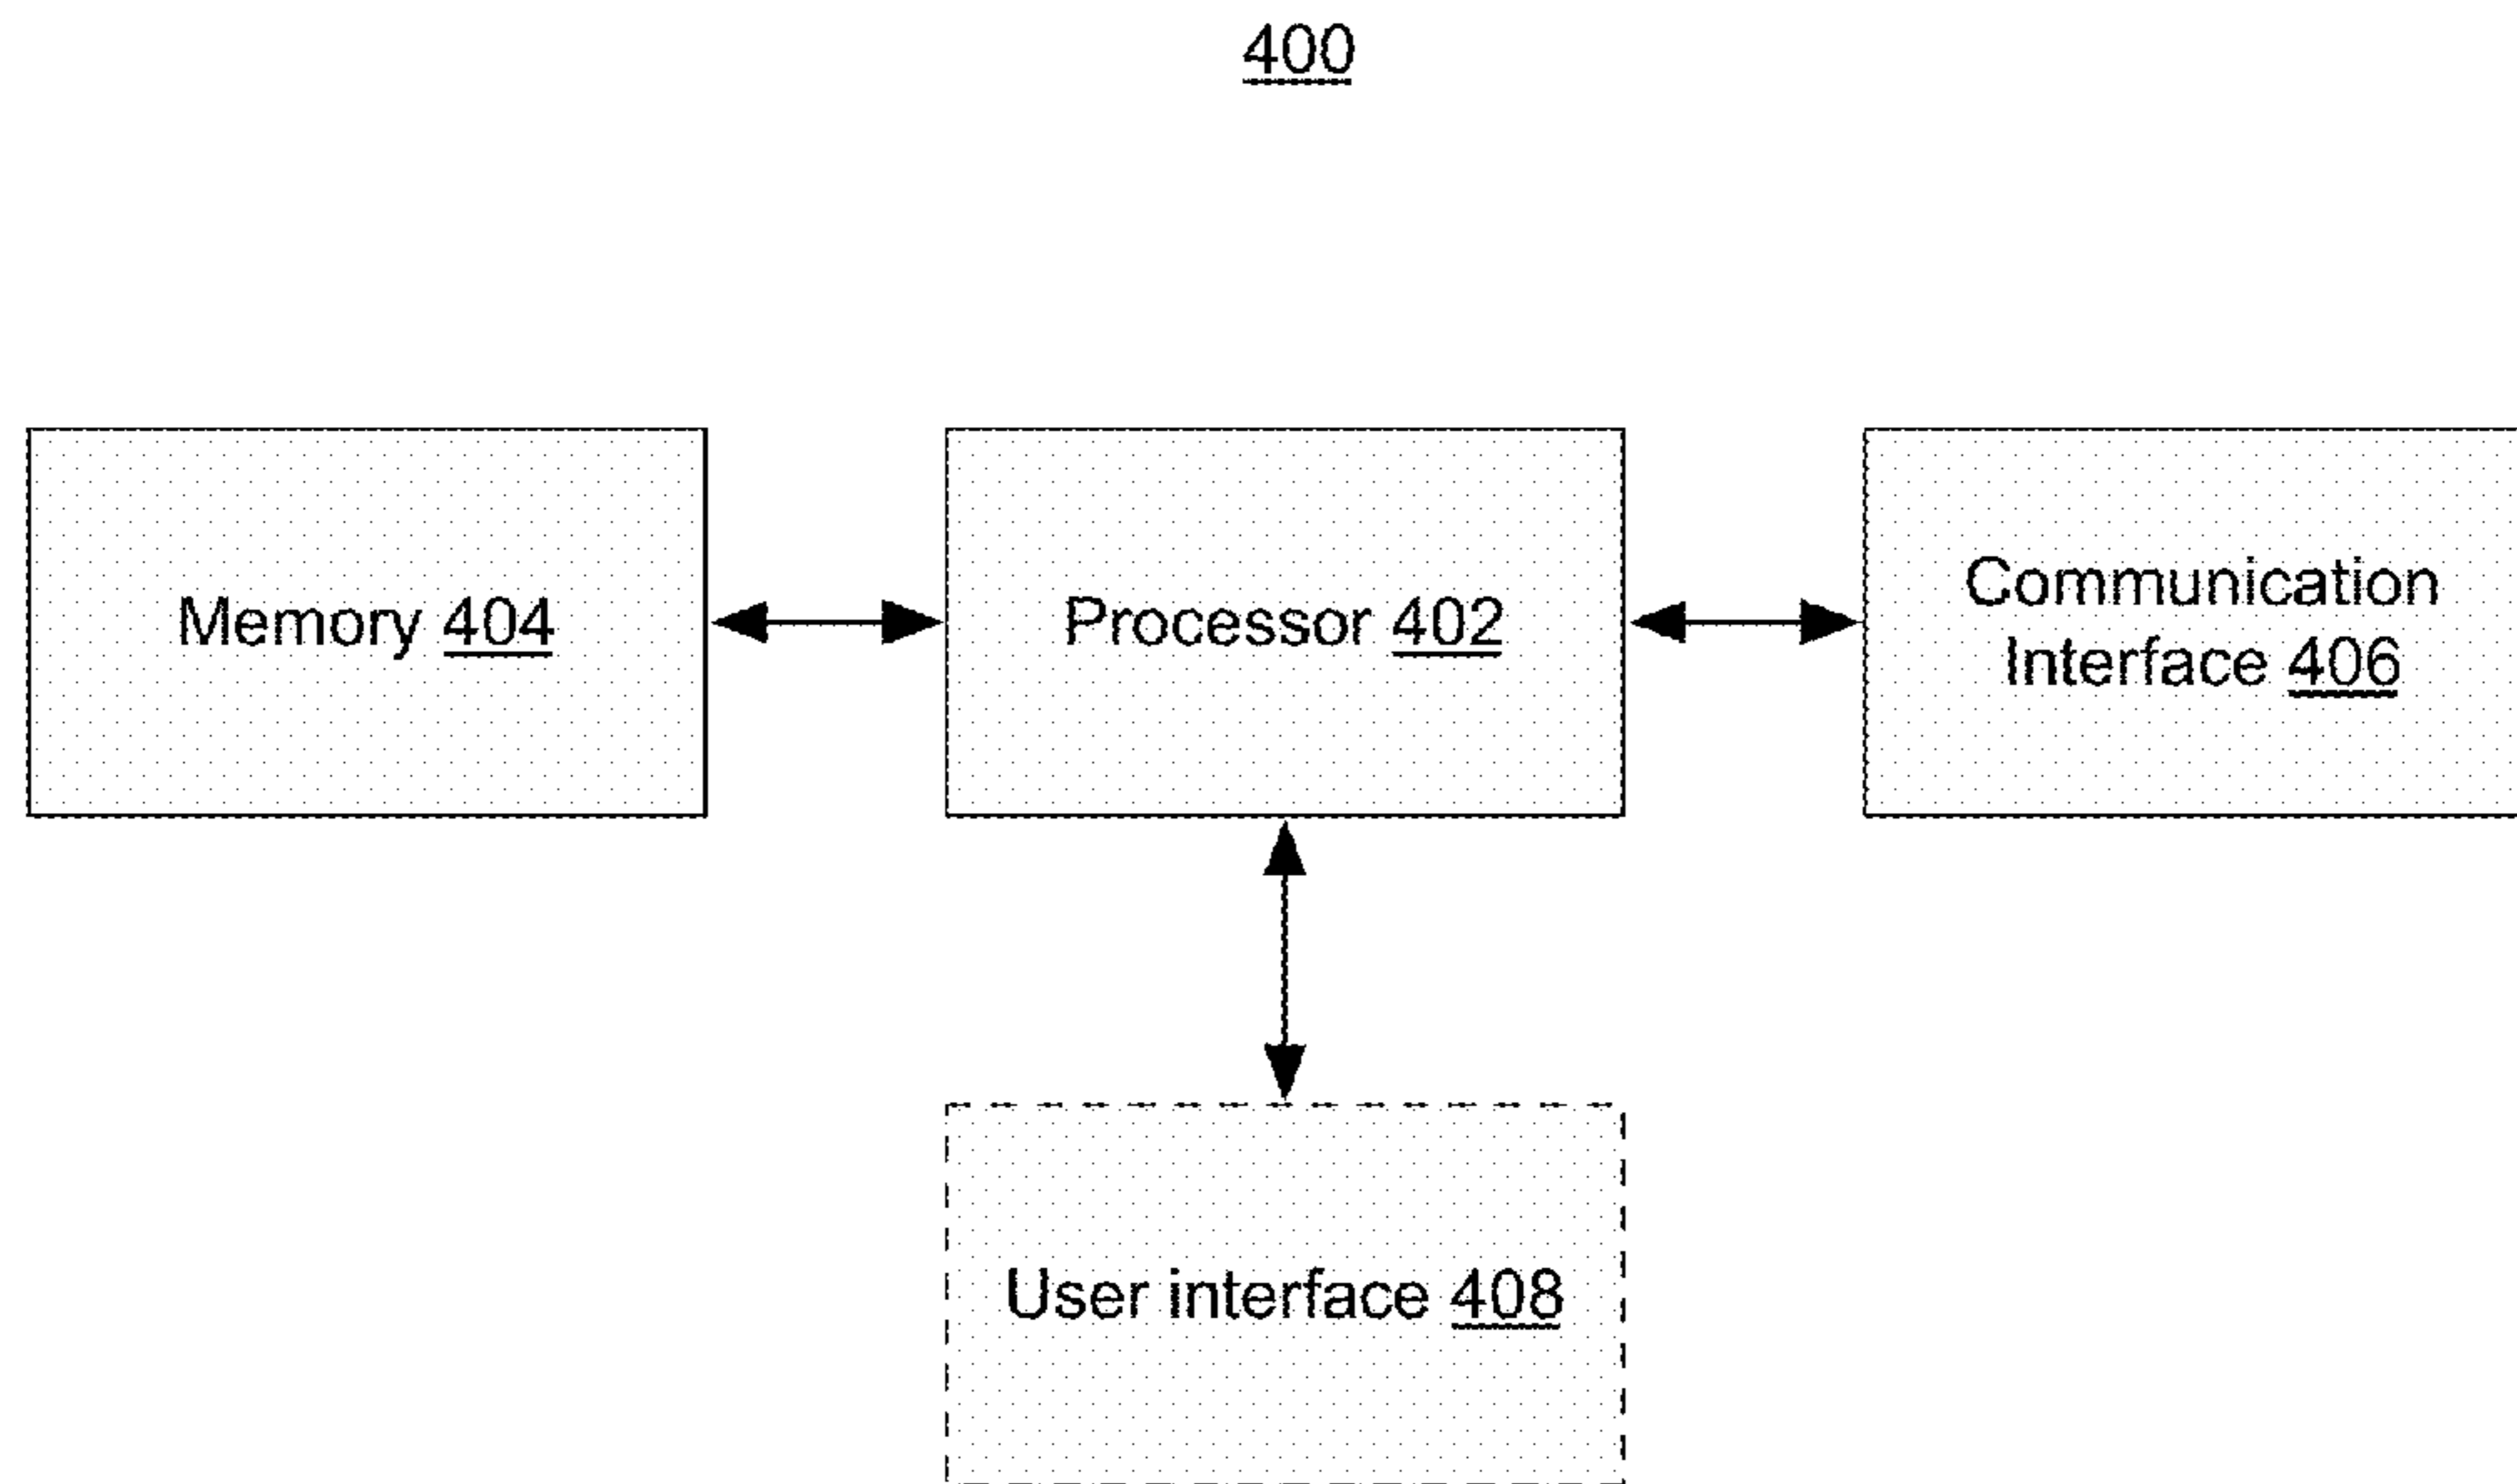 400
Memory 404
Processor 402
Communication
Interface 406
User interface 408